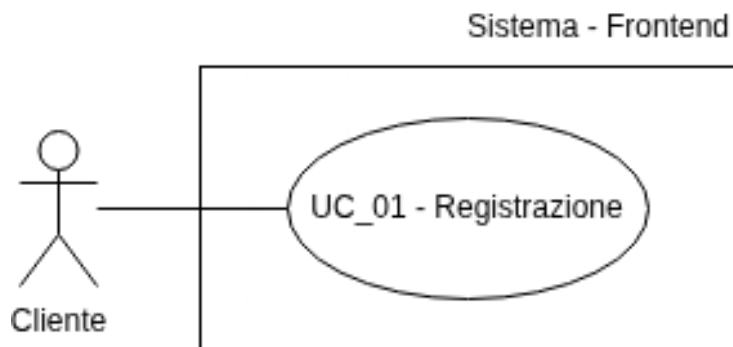 Sistema - Frontend
UC_01 - Registrazione
Cliente